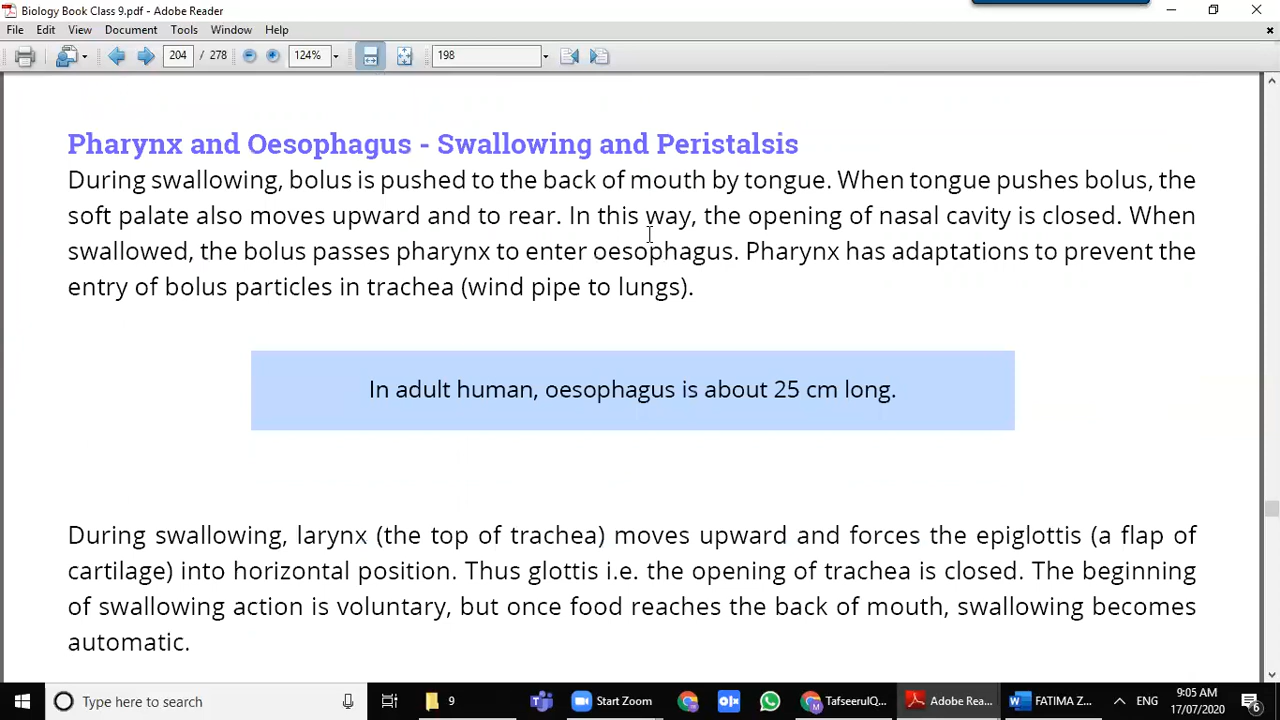 Biology Book Class 9.pdf - Adobe Reader
File Edit View Document Tools Window Help
204 / 278 124% 198
Pharynx and Oesophagus - Swallowing and Peristalsis
During swallowing, bolus is pushed to the back of mouth by tongue. When tongue pushes bolus, the
soft palate also moves upward and to rear. In this way, the opening of nasal cavity is closed. When
swallowed, the bolus passes pharynx to enter oesophagus. Pharynx has adaptations to prevent the
entry of bolus particles in trachea (wind pipe to lungs).
In adult human, oesophagus is about 25 cm long.
During swallowing, larynx (the top of trachea) moves upward and forces the epiglottis (a flap of
cartilage) into horizontal position. Thus glottis i.e. the opening of trachea is closed. The beginning
of swallowing action is voluntary, but once food reaches the back of mouth, swallowing becomes
automatic.
Type here to search 9 Start Zoom TafseerulQ... Adobe Rea... FATIMA Z... ENG 9:05 AM
17/07/2020 6